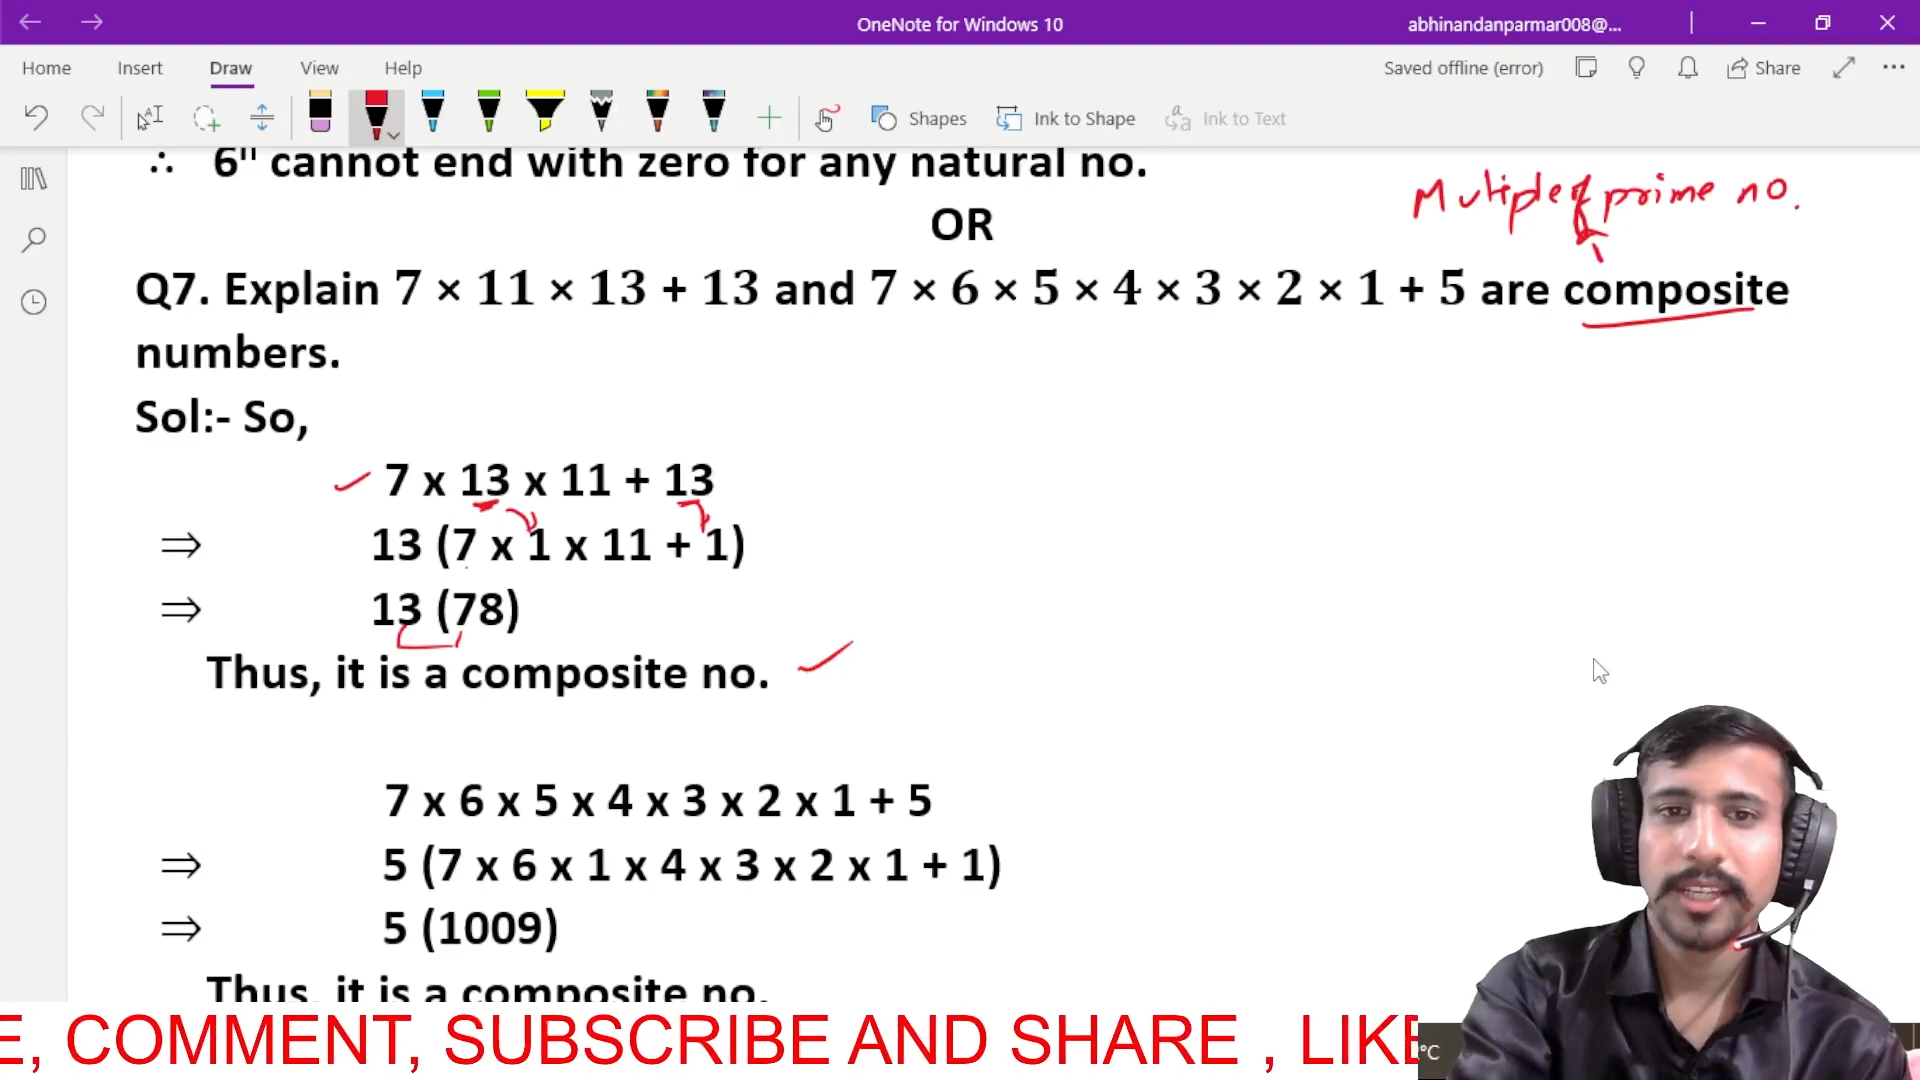 OneNote for Windows 10
abhinandanparmar008@...
Home Insert Draw View Help
Saved offline (error) Share
Shapes Ink to Shape Ink to Text
∴ 6ⁿ cannot end with zero for any natural no.
Mutiple of prime no.
OR
Q7. Explain 7 × 11 × 13 + 13 and 7 × 6 × 5 × 4 × 3 × 2 × 1 + 5 are composite
numbers.
Sol:- So,
7 x 13 x 11 + 13
⇒ 13 (7 x 1 x 11 + 1)
⇒ 13 (78)
Thus, it is a composite no.
7 x 6 x 5 x 4 x 3 x 2 x 1 + 5
⇒ 5 (7 x 6 x 1 x 4 x 3 x 2 x 1 + 1)
⇒ 5 (1009)
Thus, it is a composite no.
E, COMMENT, SUBSCRIBE AND SHARE , LIKE
°C